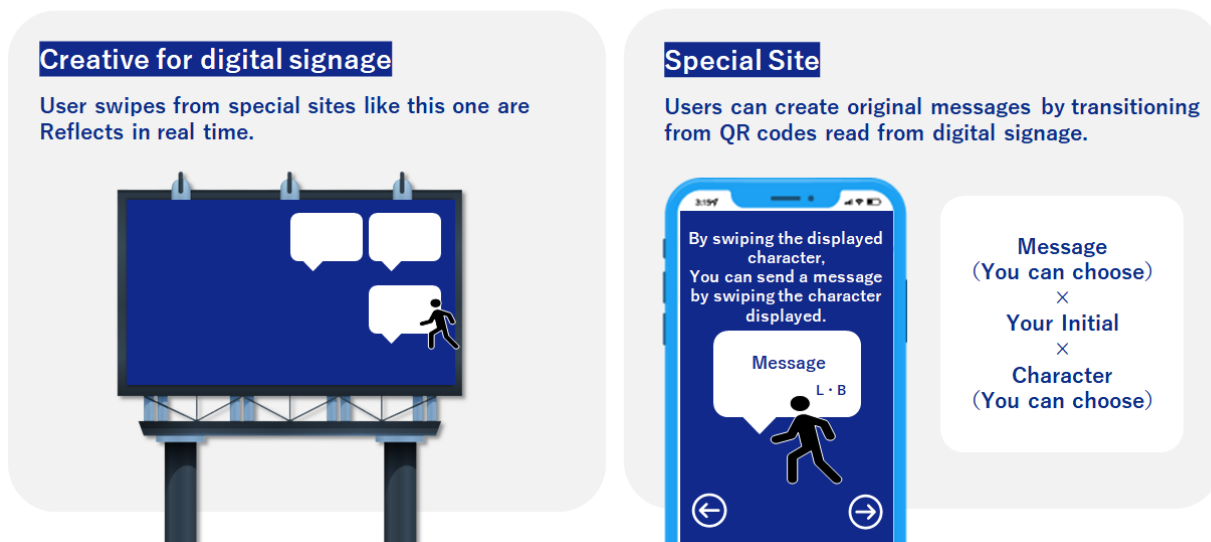 Creative for digital signage
User swipes from special sites like this one are
Reflects in real time.
Special Site
Users can create original messages by transitioning
from QR codes read from digital signage.
3:15
By swiping the displayed
character,
You can send a message
by swiping the character
displayed.
Message
L・B
Message
(You can choose)
×
Your Initial
×
Character
(You can choose)